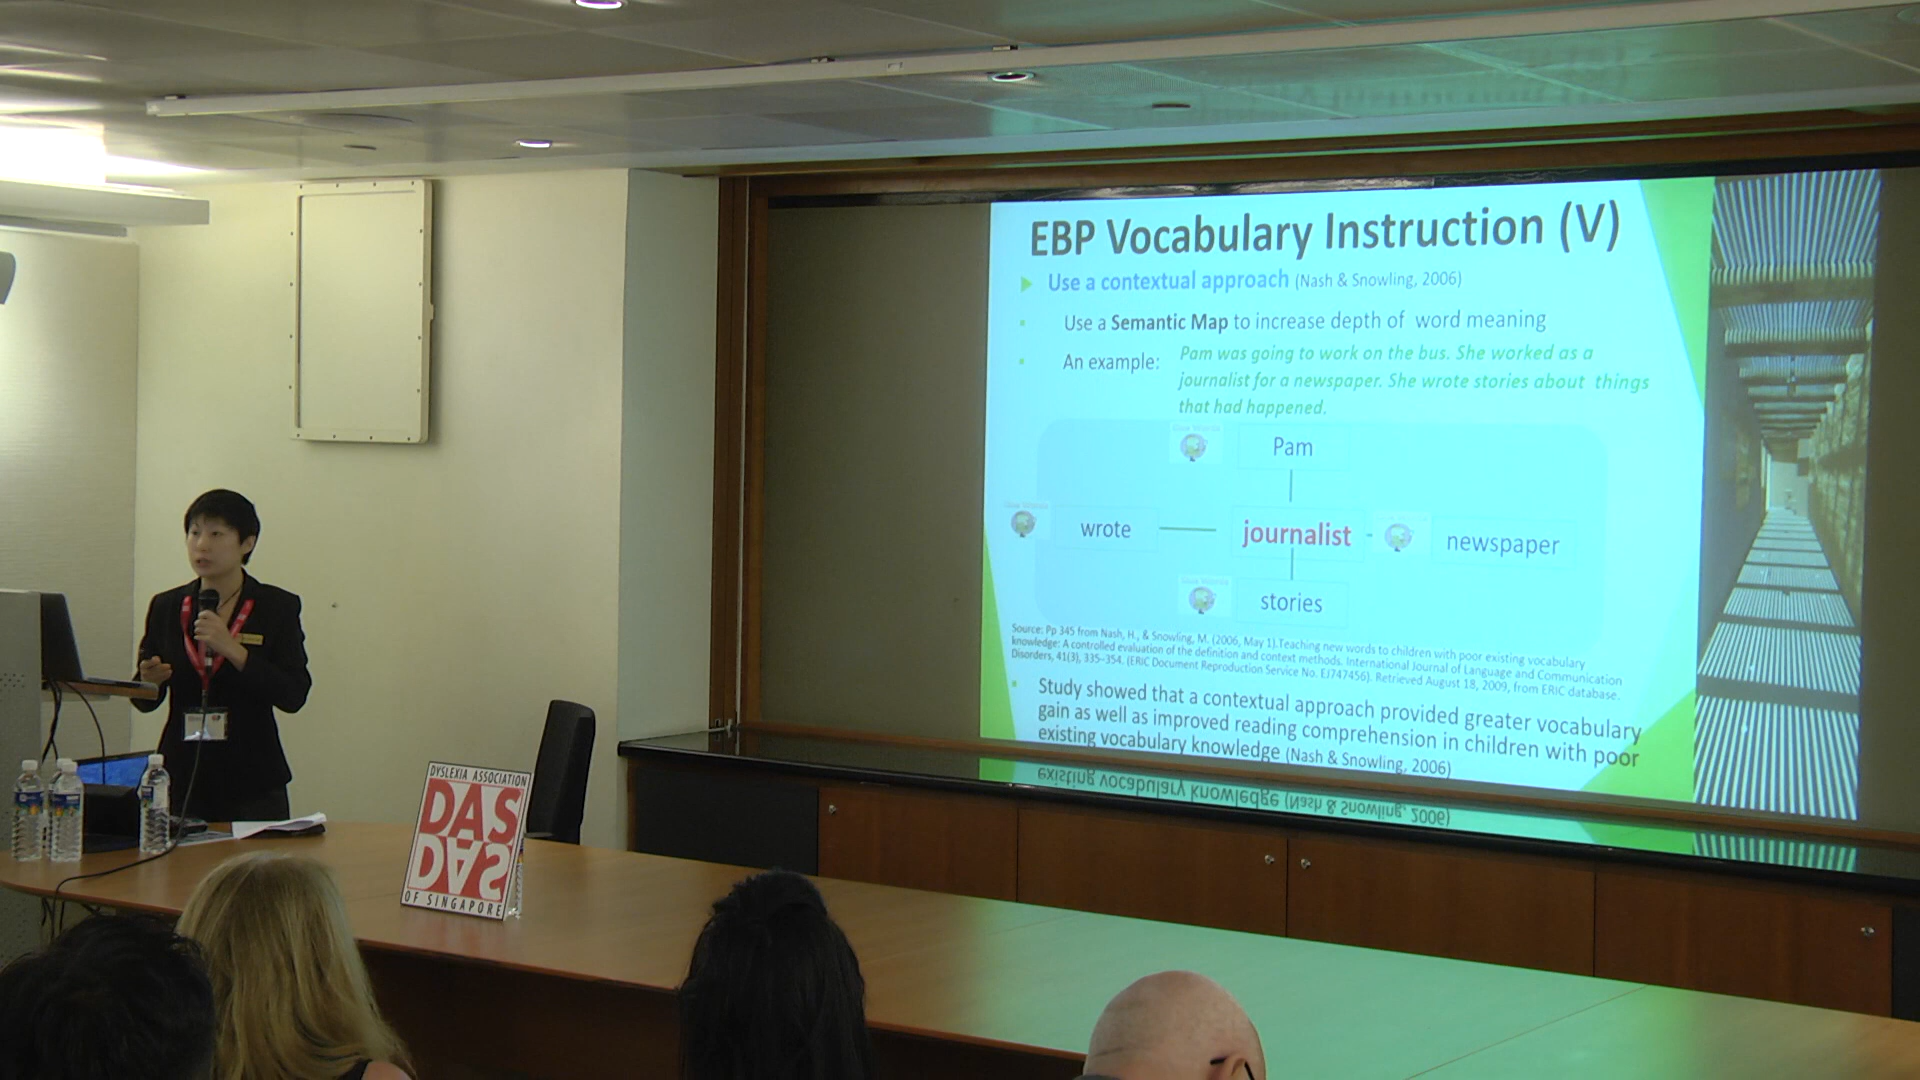 EBP Vocabulary Instruction (V)
Use a contextual approach (Nash & Snowling, 2006)
Use a Semantic Map to increase depth of word meaning
An example:
Pam was going to work on the bus. She worked as a
journalist for a newspaper. She wrote stories about things
that had happened.
Pam
wrote
journalist
-
newspaper
stories
Source: Pp 345 from Nash, H., & Snowling, M. (2006, May 1).Teaching new words to children with poor existing vocabulary
knowledge: A controlled evaluation of the definition and context methods. International Journal of Language and Communication
Disorders, 41(3), 335–354. (ERIC Document Reproduction Service No. EJ747456). Retrieved August 18, 2009, from ERIC database.
Study showed that a contextual approach provided greater vocabulary
gain as well as improved reading comprehension in children with poor
existing vocabulary knowledge (Nash & Snowling, 2006)
DYSLEXIA ASSOCIATION
DAS
DAS
OF SINGAPORE